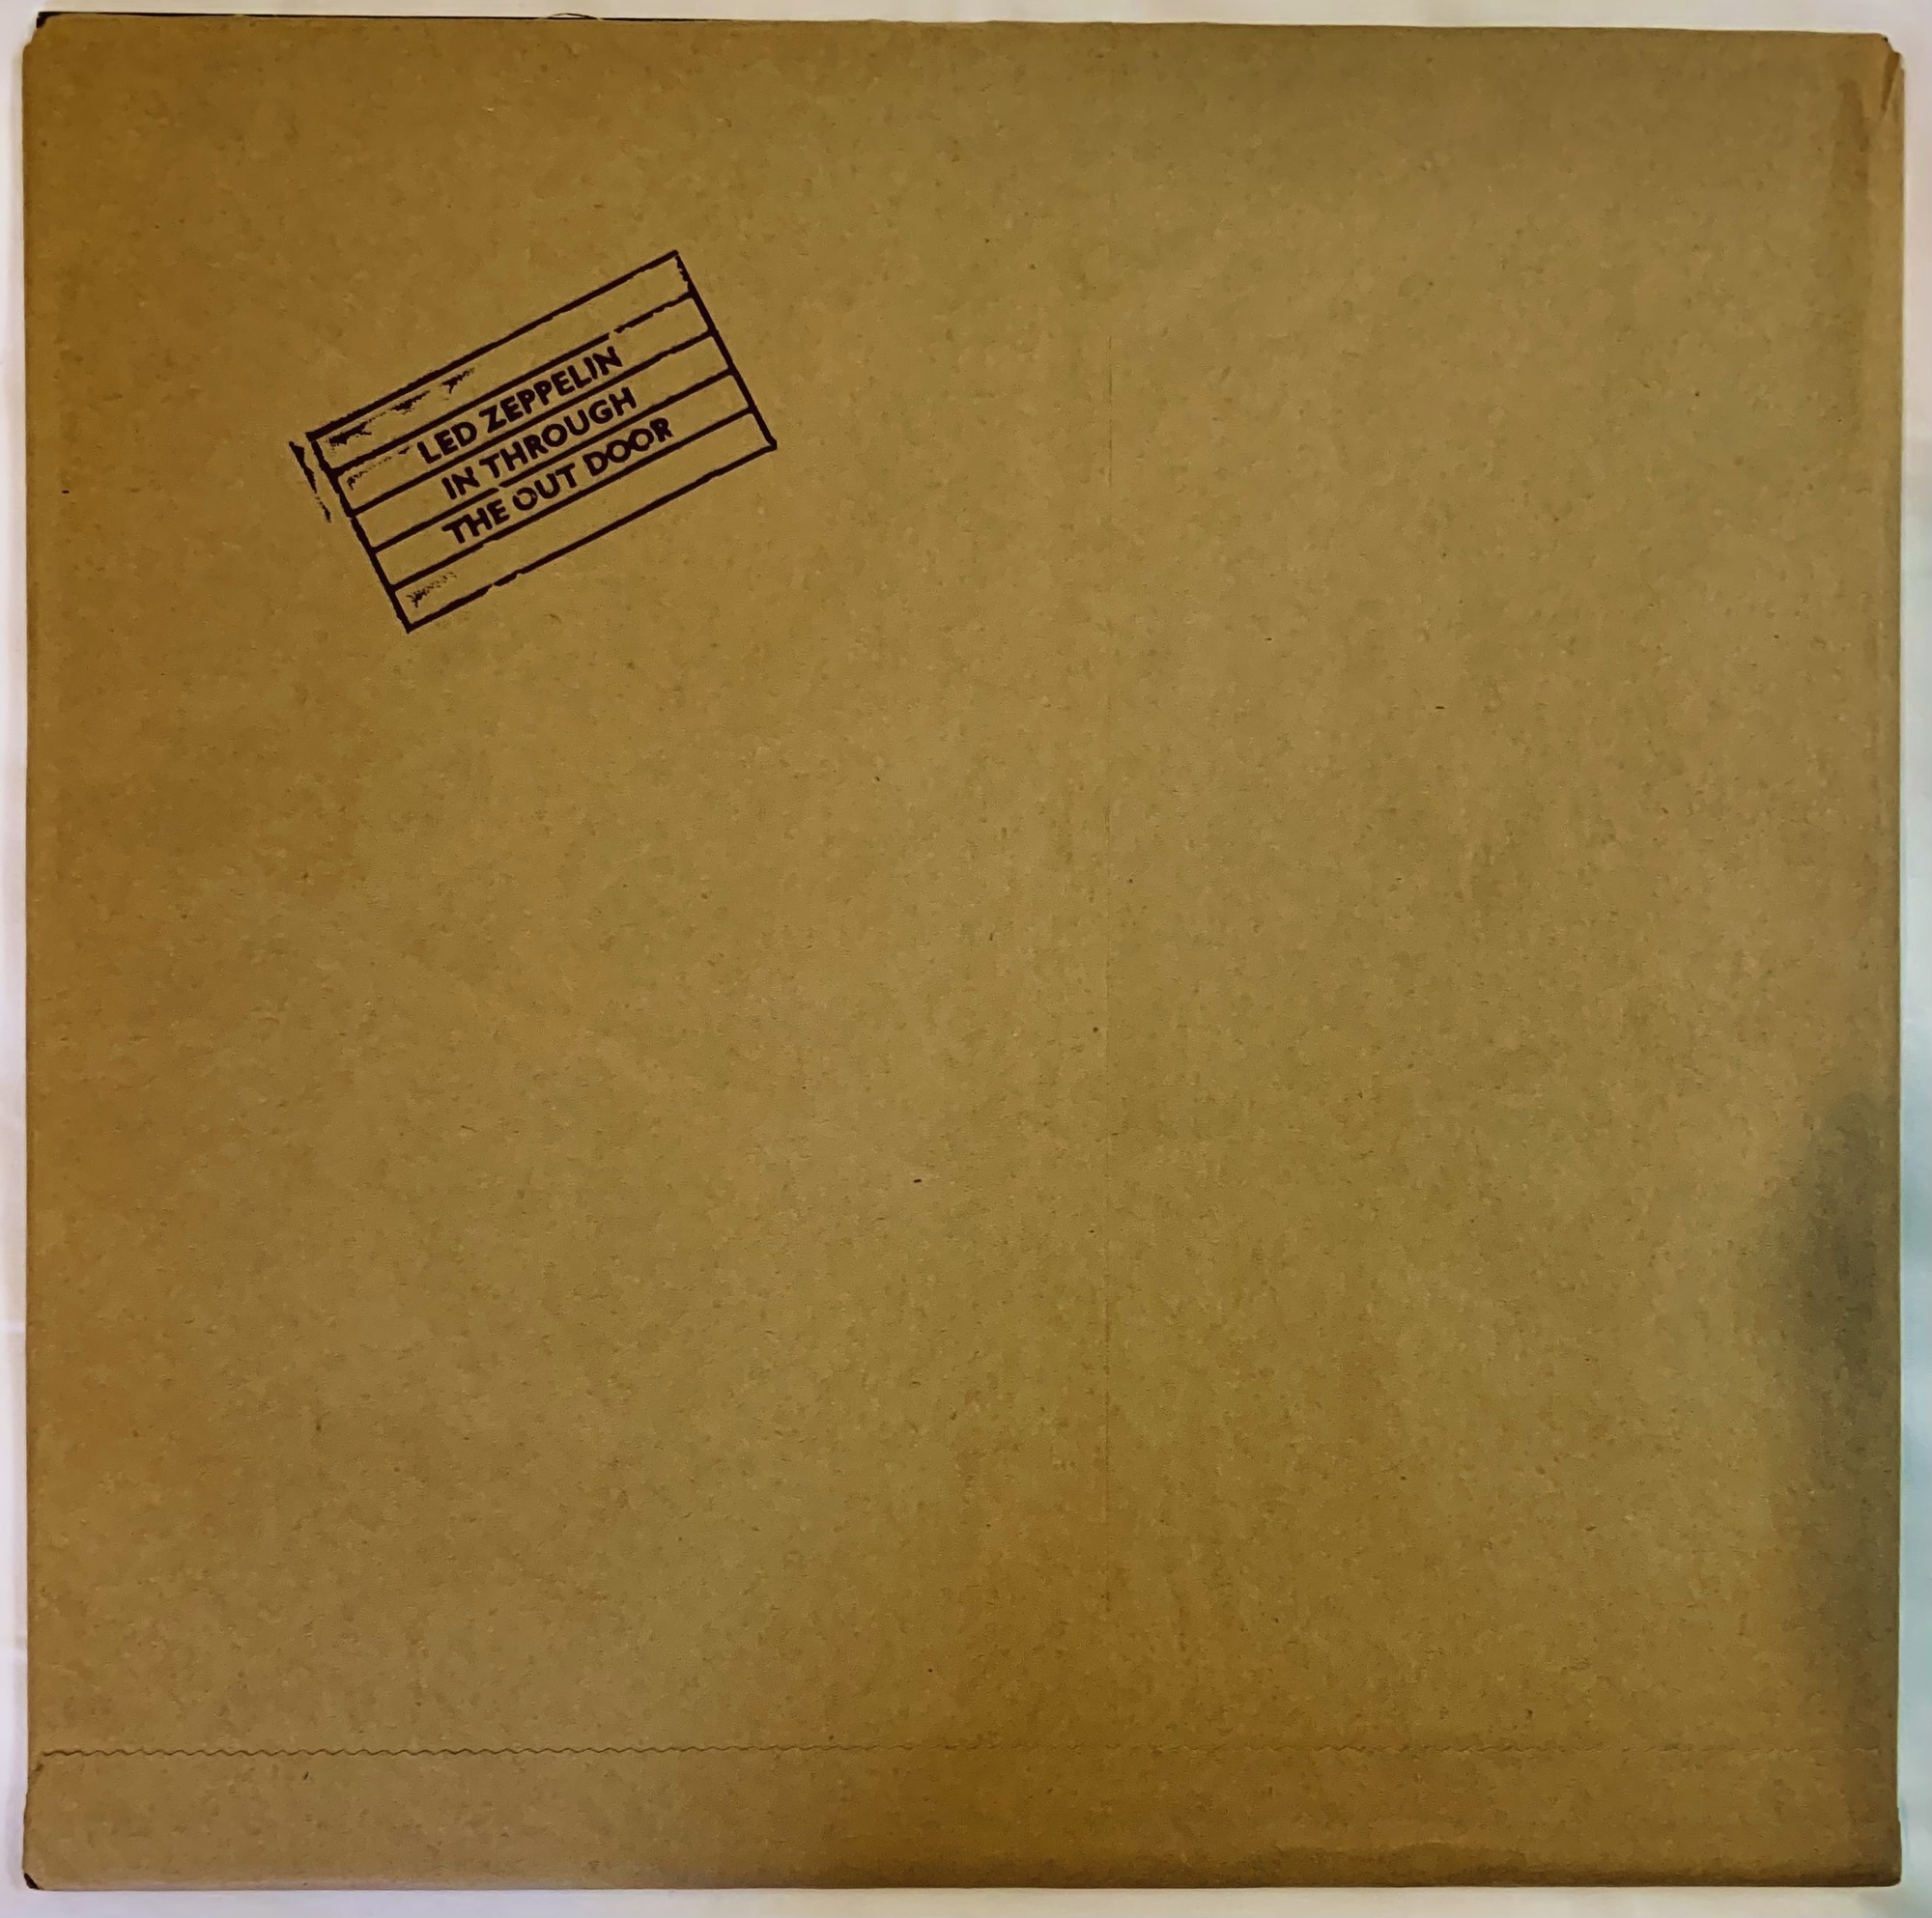 LED ZEPPELIN
IN THROUGH
THE OUT DOOR